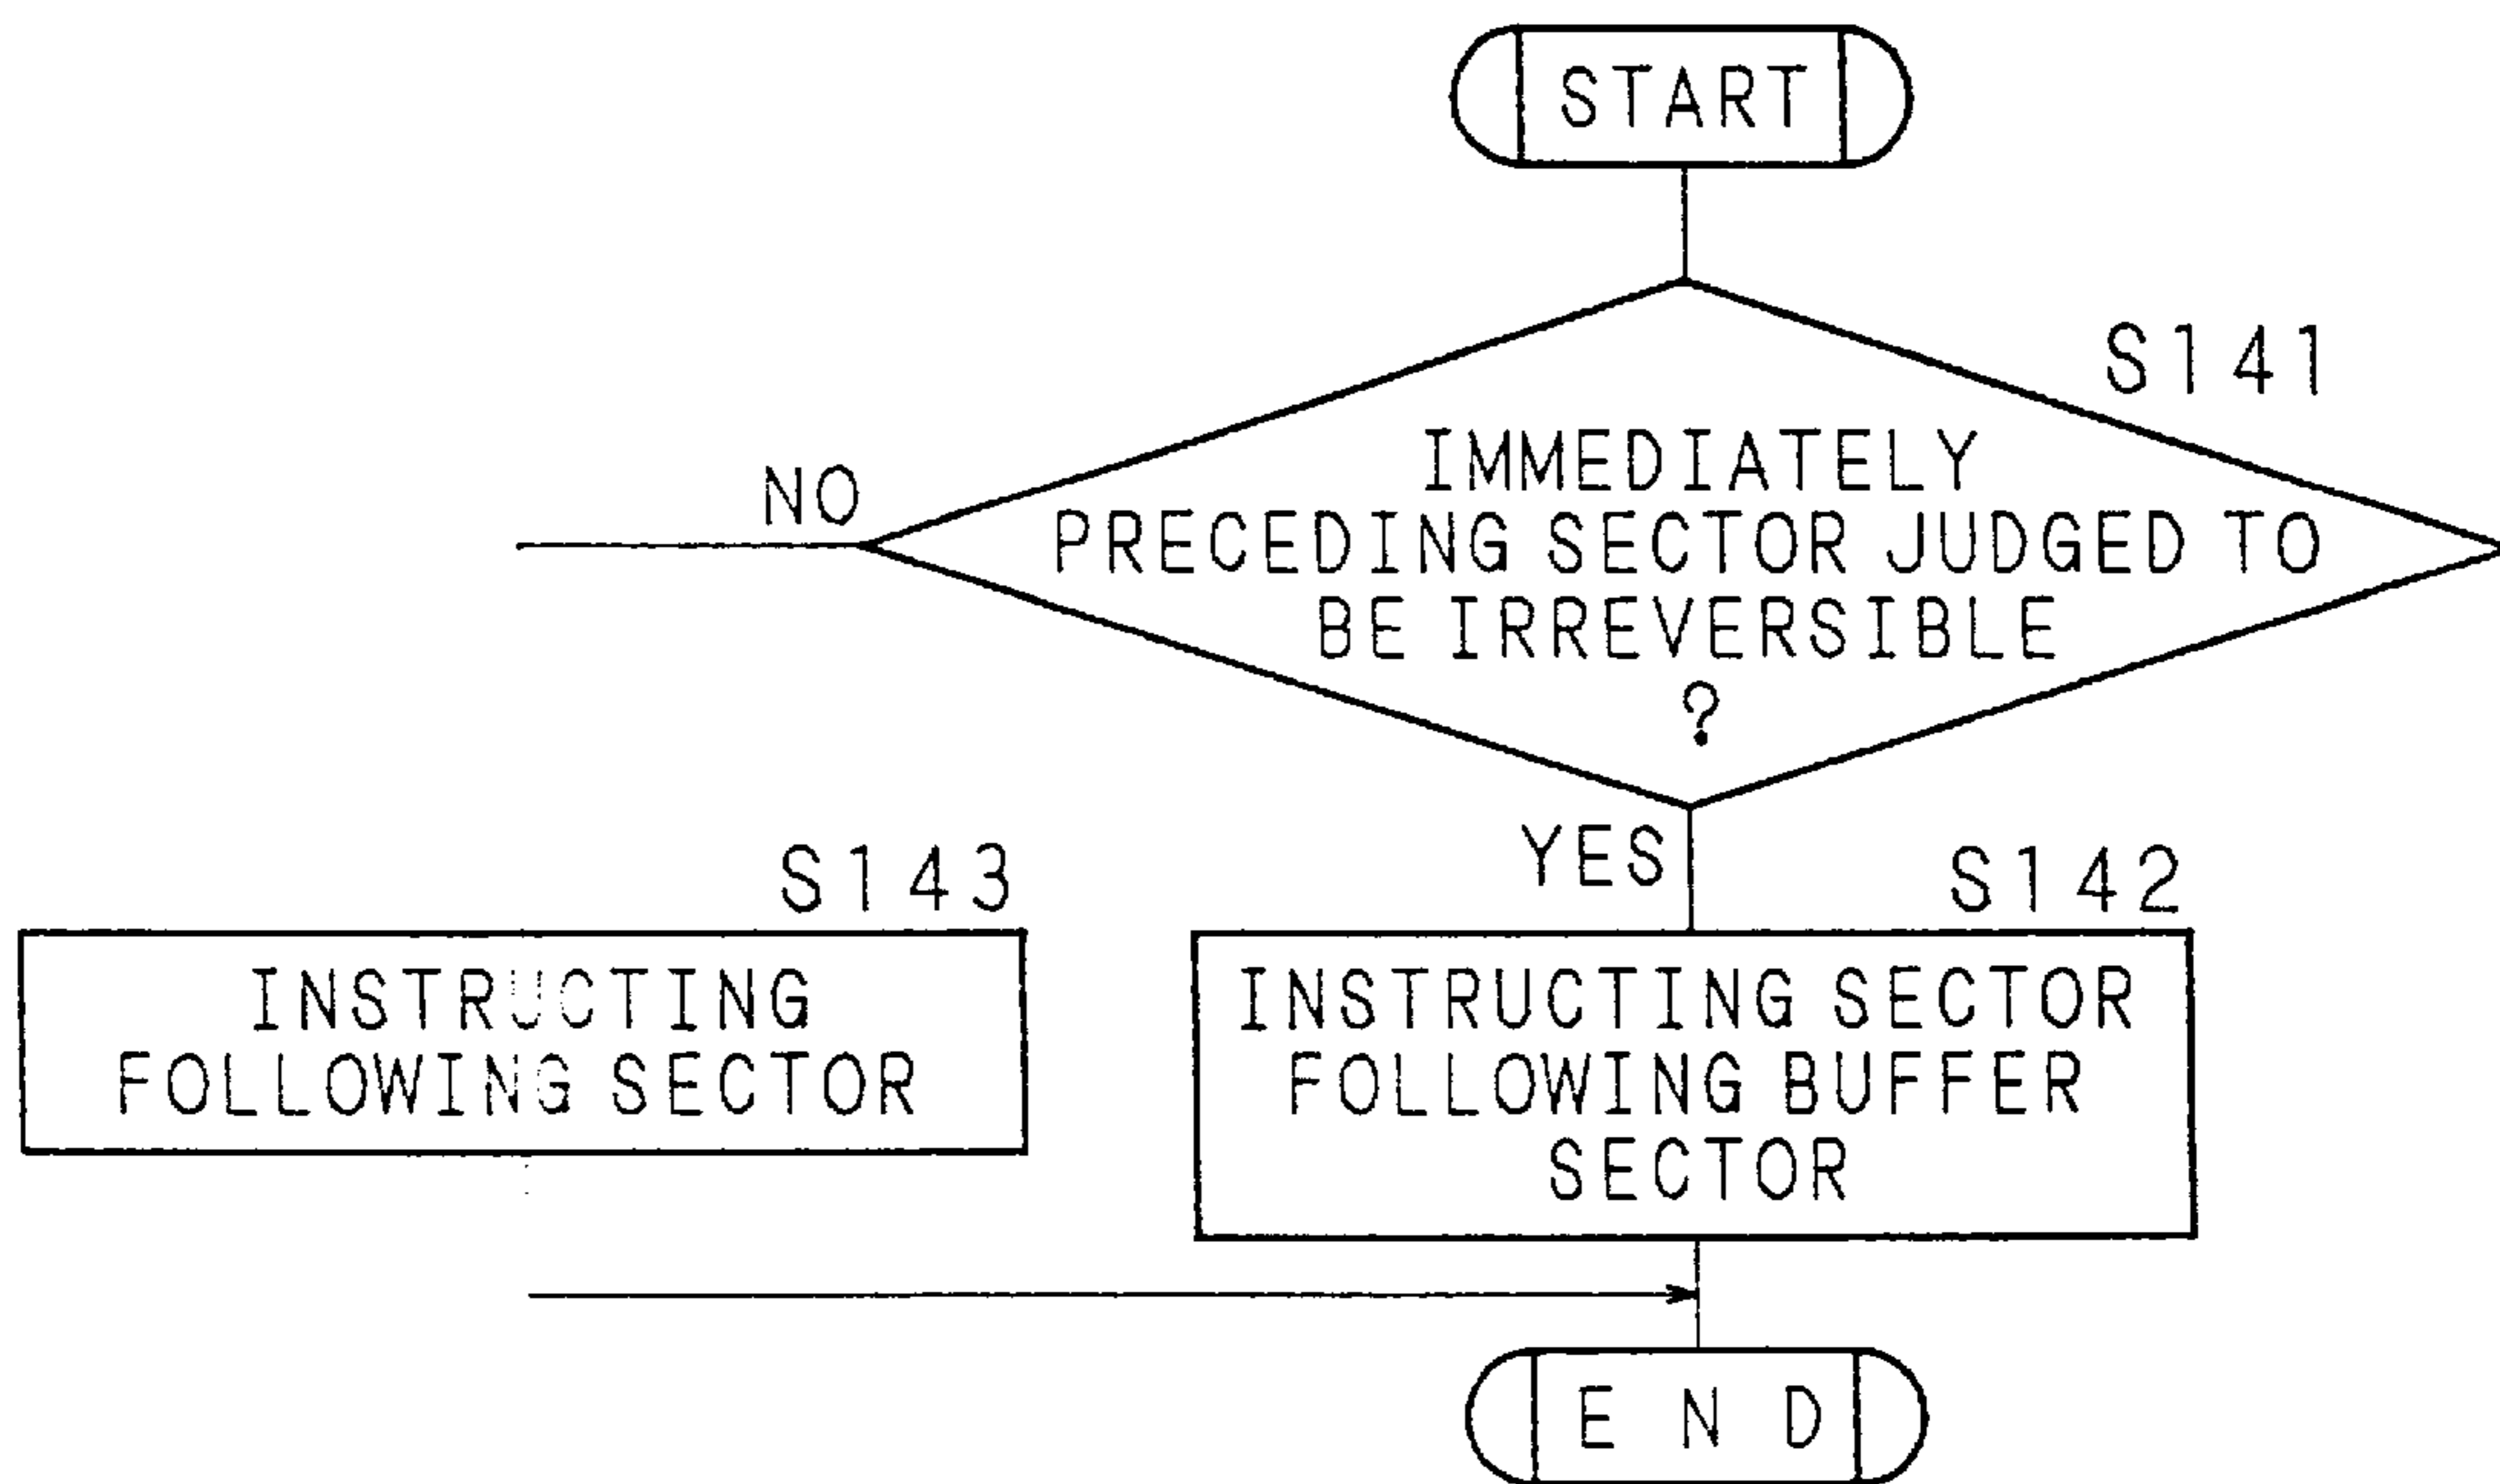 START
S141
IMMEDIATELY
PRECEDING SECTOR JUDGED TO
BE IRREVERSIBLE
?
NO
YES
S143
INSTRUCTING
FOLLOWING SECTOR
S142
INSTRUCTING SECTOR
FOLLOWING BUFFER
SECTOR
END